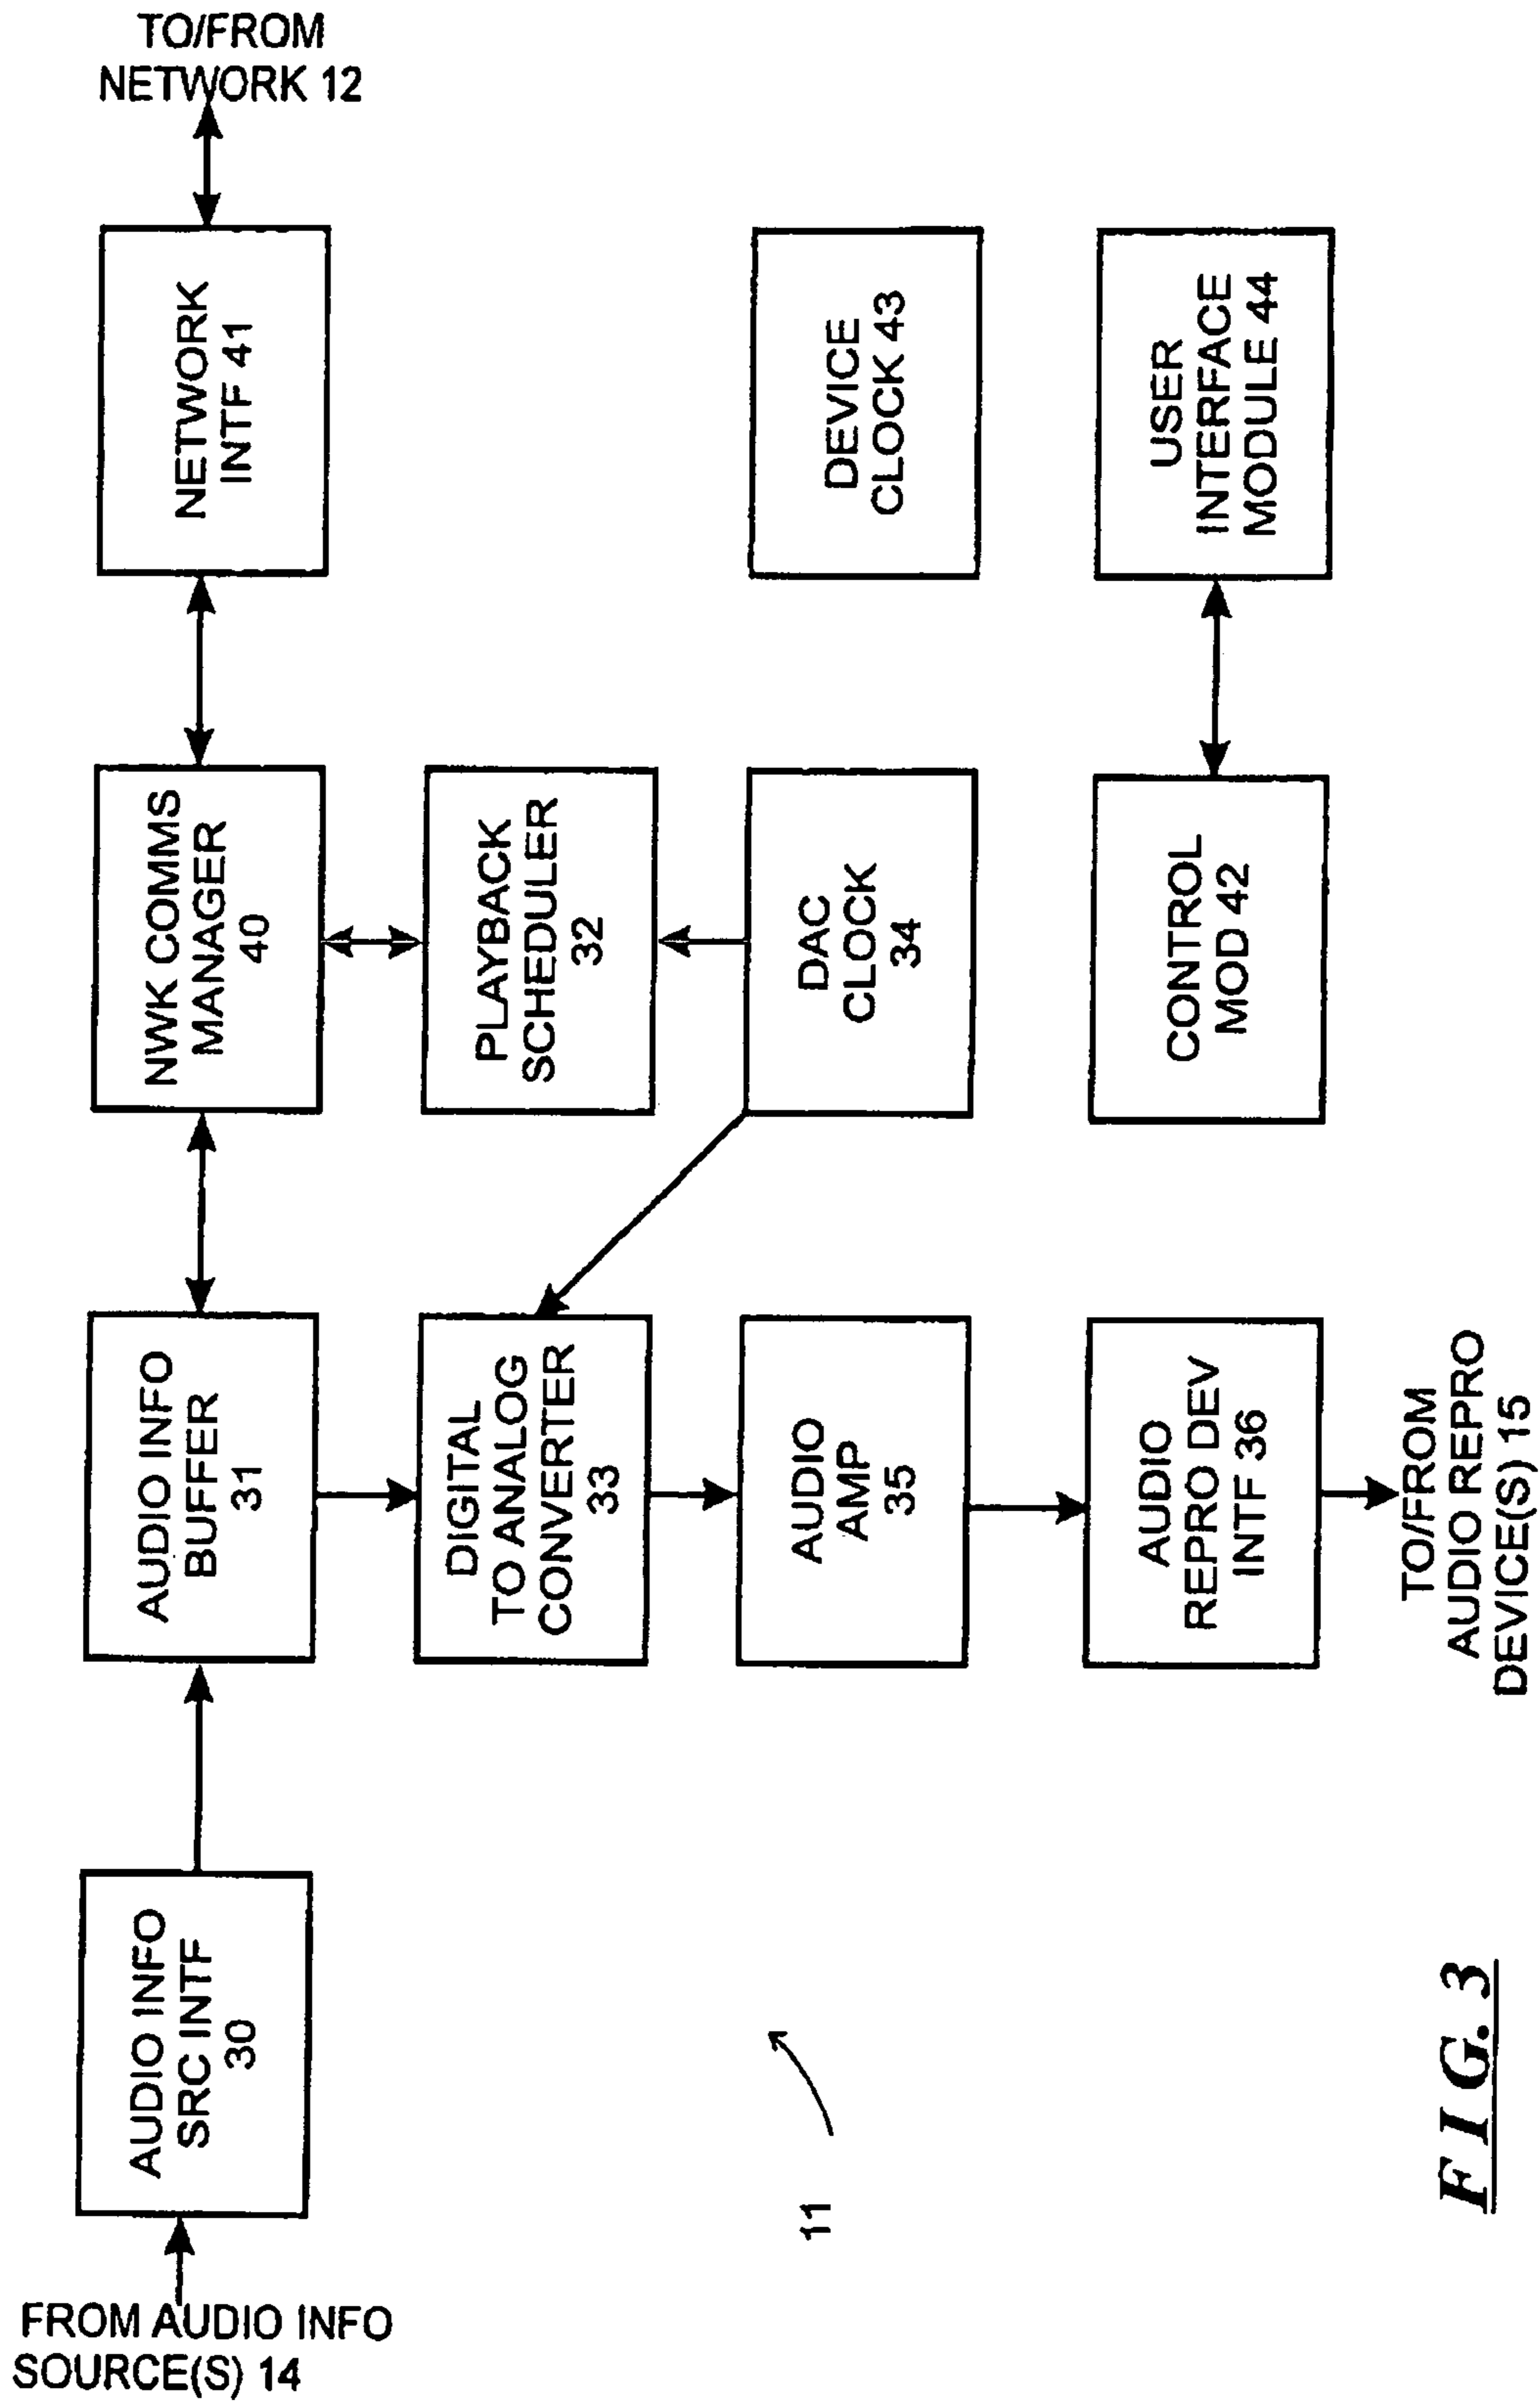 FROM AUDIO INFO
SOURCE(S) 14
AUDIO INFO
SRC INTF
30
AUDIO INFO
BUFFER
31
NWK COMMS
MANAGER
40
NETWORK
INTF 41
TO/FROM
NETWORK 12
DIGITAL
TO ANALOG
CONVERTER
33
PLAYBACK
SCHEDULER
32
AUDIO
AMP
35
DAC
CLOCK
34
DEVICE
CLOCK 43
11
AUDIO
REPRO DEV
INTF 36
CONTROL
MOD 42
USER
INTERFACE
MODULE 44
TO/FROM
AUDIO REPRO
DEVICE(S) 15
FIG. 3